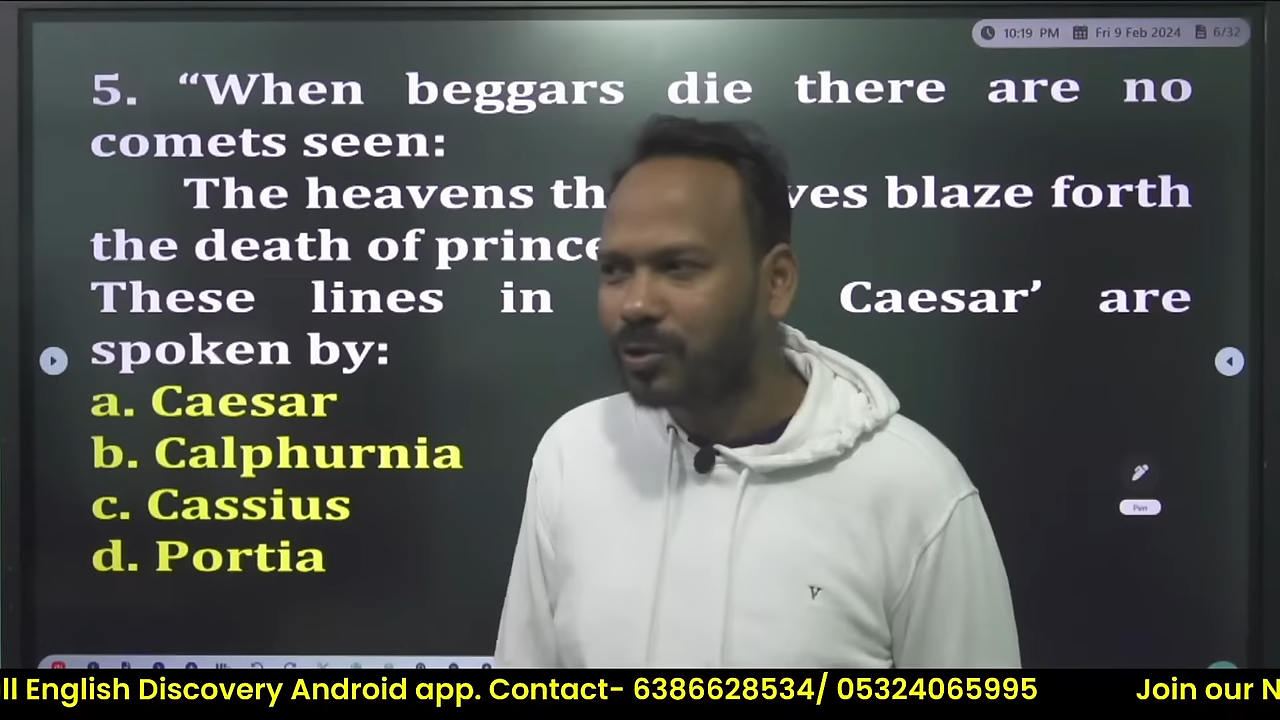 10:19 PM Fri 9 Feb 2024 6/32
5. “When beggars die there are no
comets seen:
The heavens th ves blaze forth
the death of prince
These lines in Caesar’ are
spoken by:
a. Caesar
b. Calphurnia
c. Cassius
d. Portia
Pen
V
ll English Discovery Android app. Contact- 6386628534/ 05324065995 Join our N